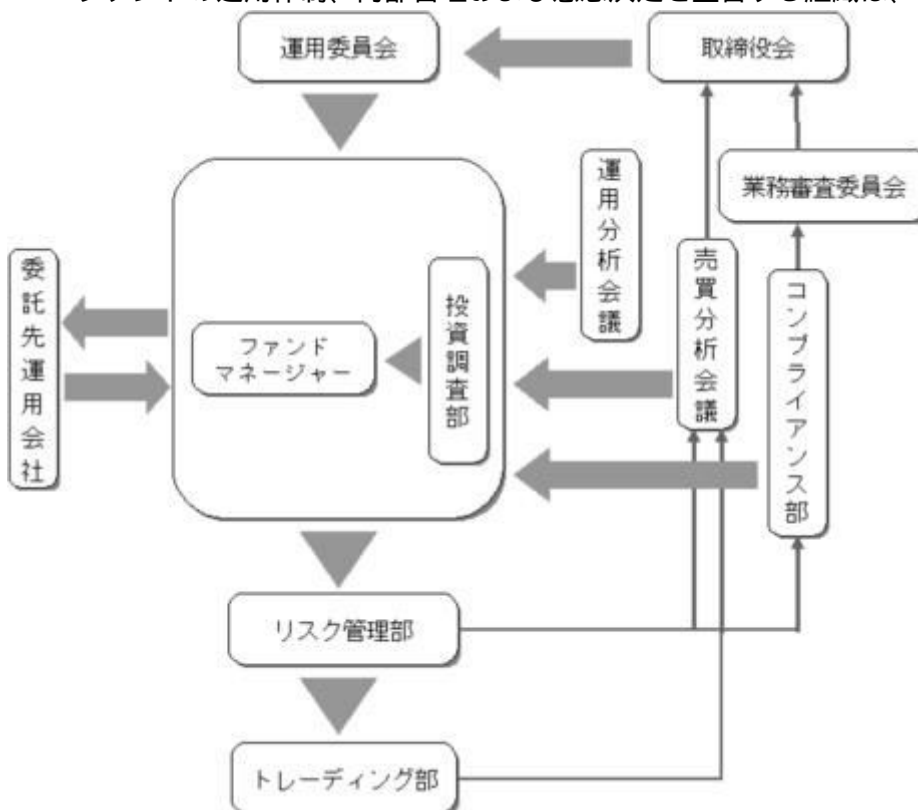 運用委員会
取締役会
業務審査委員会
運用分析会議
売買分析会議
コンプライアンス部
委託先運用会社
投資調査部
ファンド
マネージャー
リスク管理部
トレーディング部